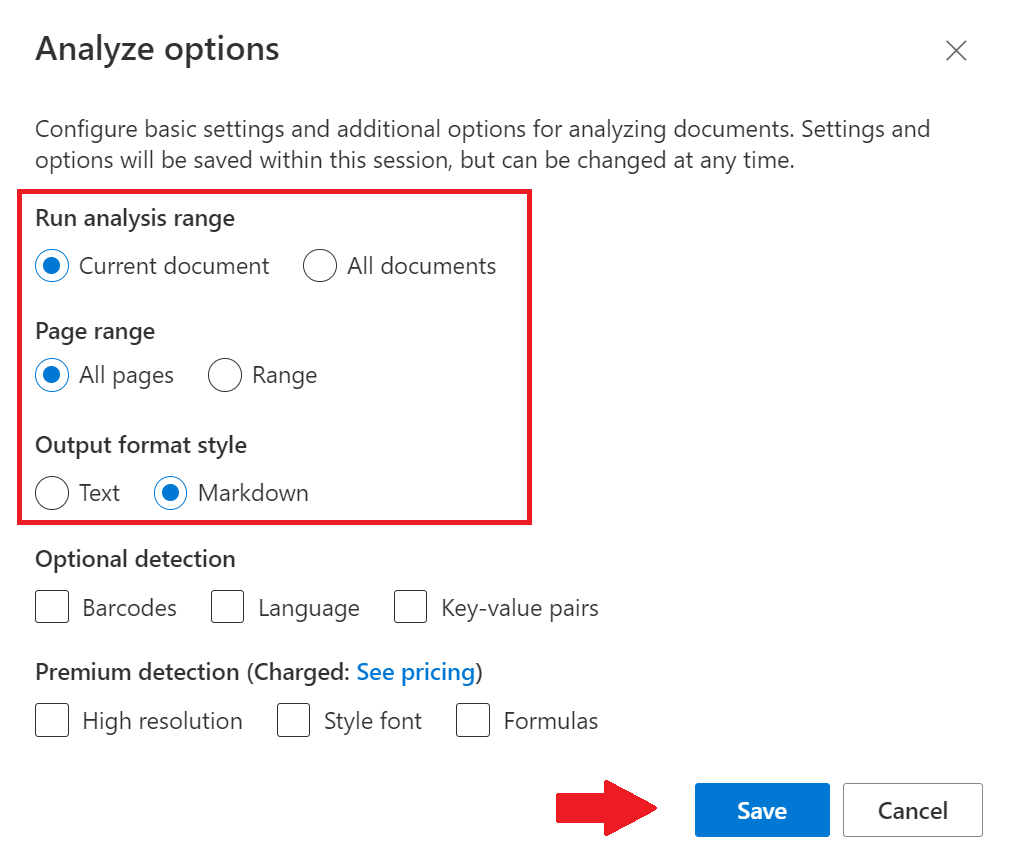 Analyze options
Configure basic settings and additional options for analyzing documents. Settings and
options will be saved within this session, but can be changed at any time.
Run analysis range
Current document All documents
Page range
All pages Range
Output format style
Text Markdown
Optional detection
Barcodes Language Key-value pairs
Premium detection (Charged: See pricing)
High resolution Style font Formulas
Save Cancel